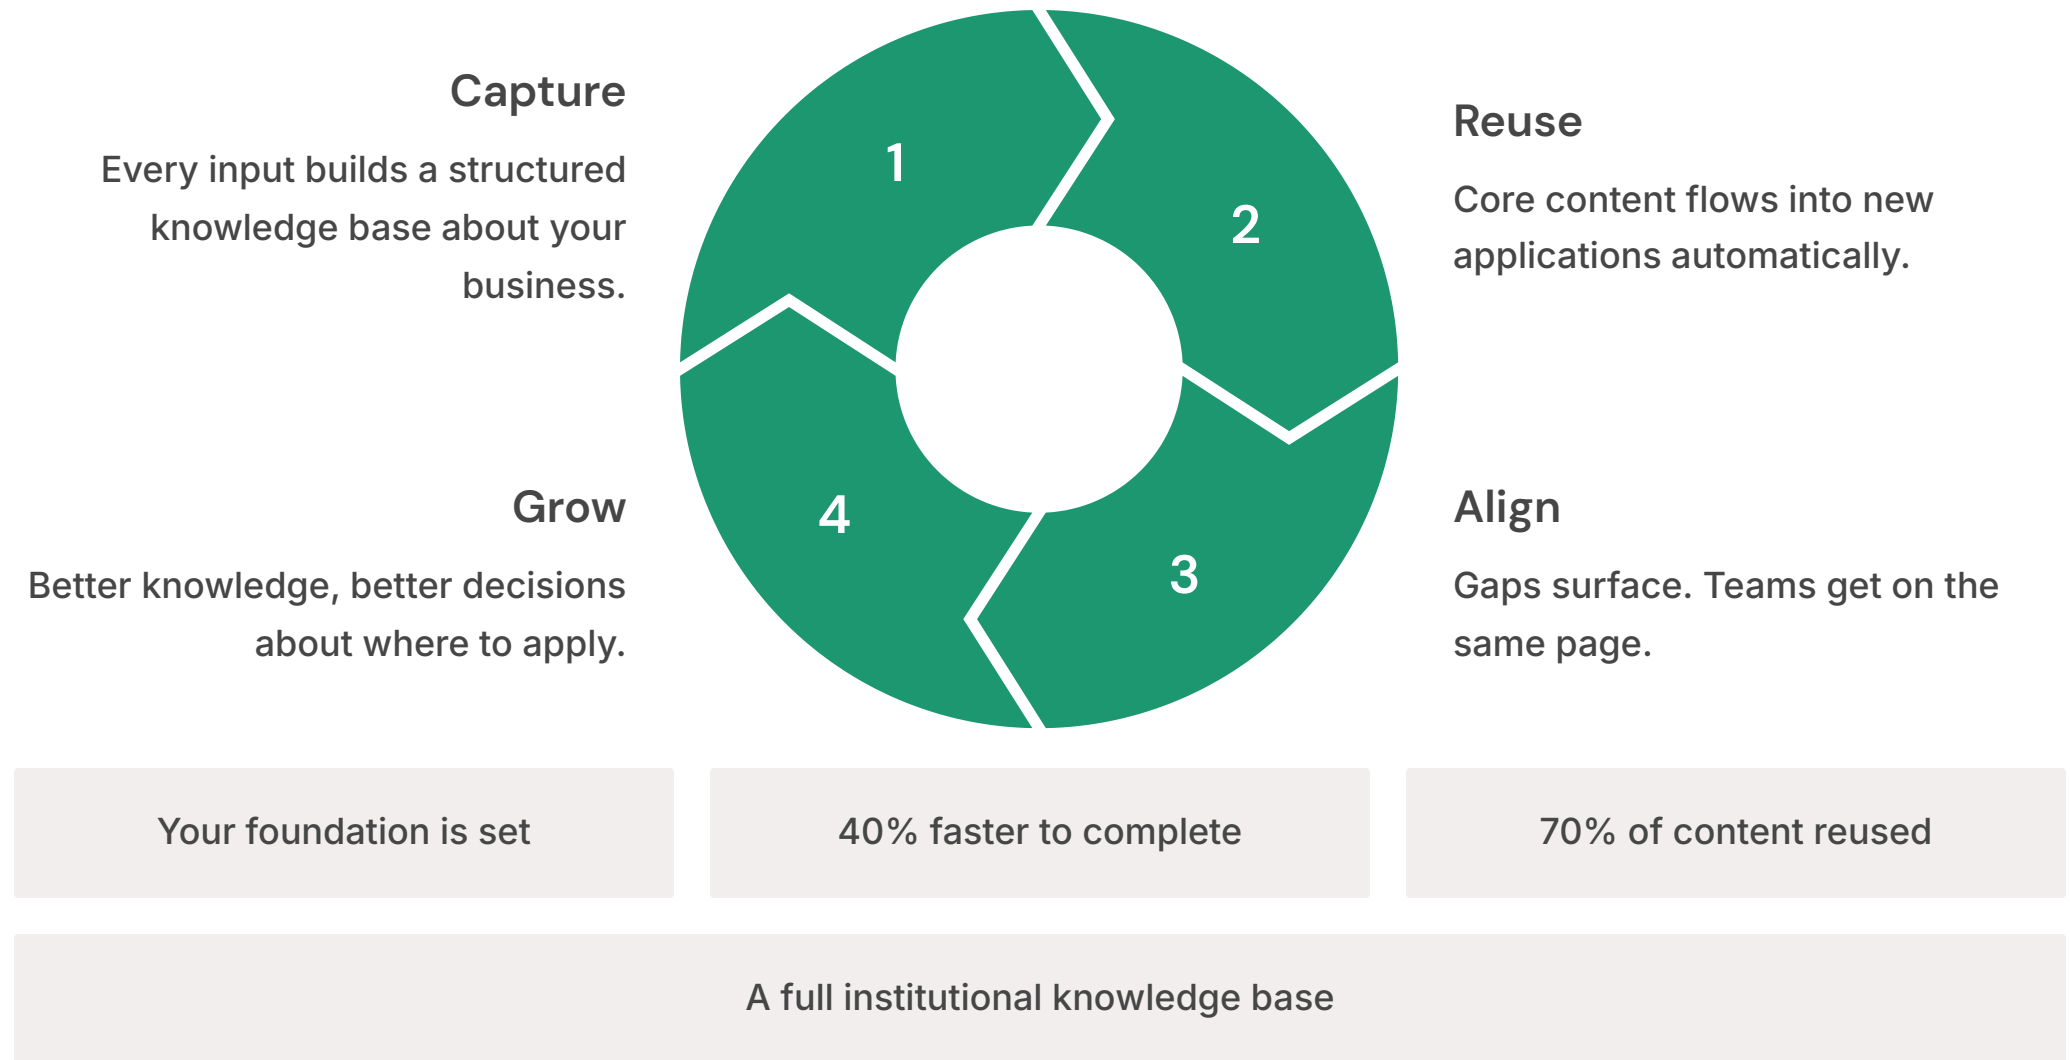 Capture
Every input builds a structured
knowledge base about your
business.
1
2
Reuse
Core content flows into new
applications automatically.
3
Align
Gaps surface. Teams get on the
same page.
4
Grow
Better knowledge, better decisions
about where to apply.
Your foundation is set
40% faster to complete
70% of content reused
A full institutional knowledge base